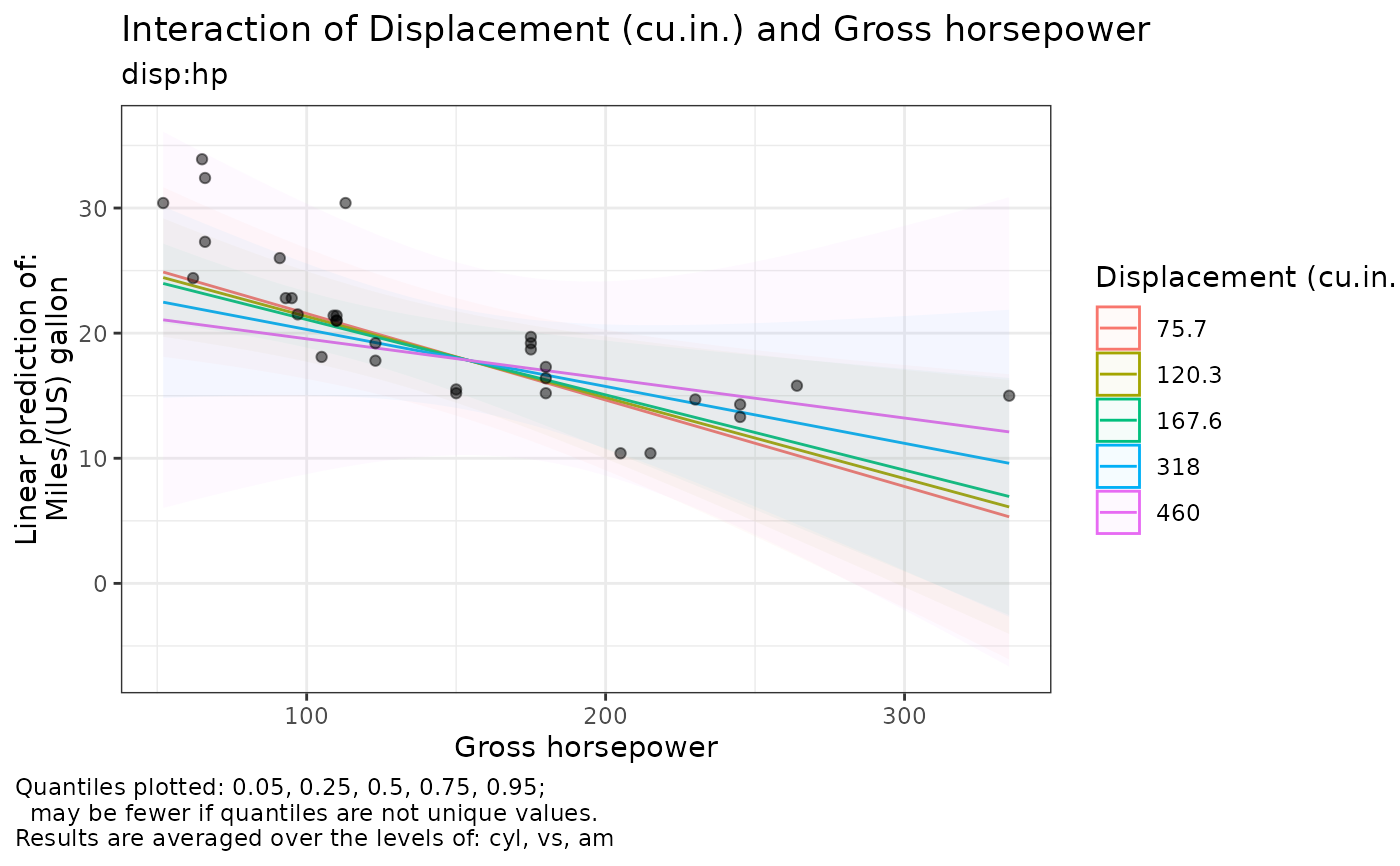 Interaction of Displacement (cu.in.) and Gross horsepower
disp:hp
Linear prediction of:
Miles/(US) gallon
30
20
10
0
100
200
300
Gross horsepower
Displacement (cu.in.
75.7
120.3
167.6
318
460
Quantiles plotted: 0.05, 0.25, 0.5, 0.75, 0.95;
may be fewer if quantiles are not unique values.
Results are averaged over the levels of: cyl, vs, am